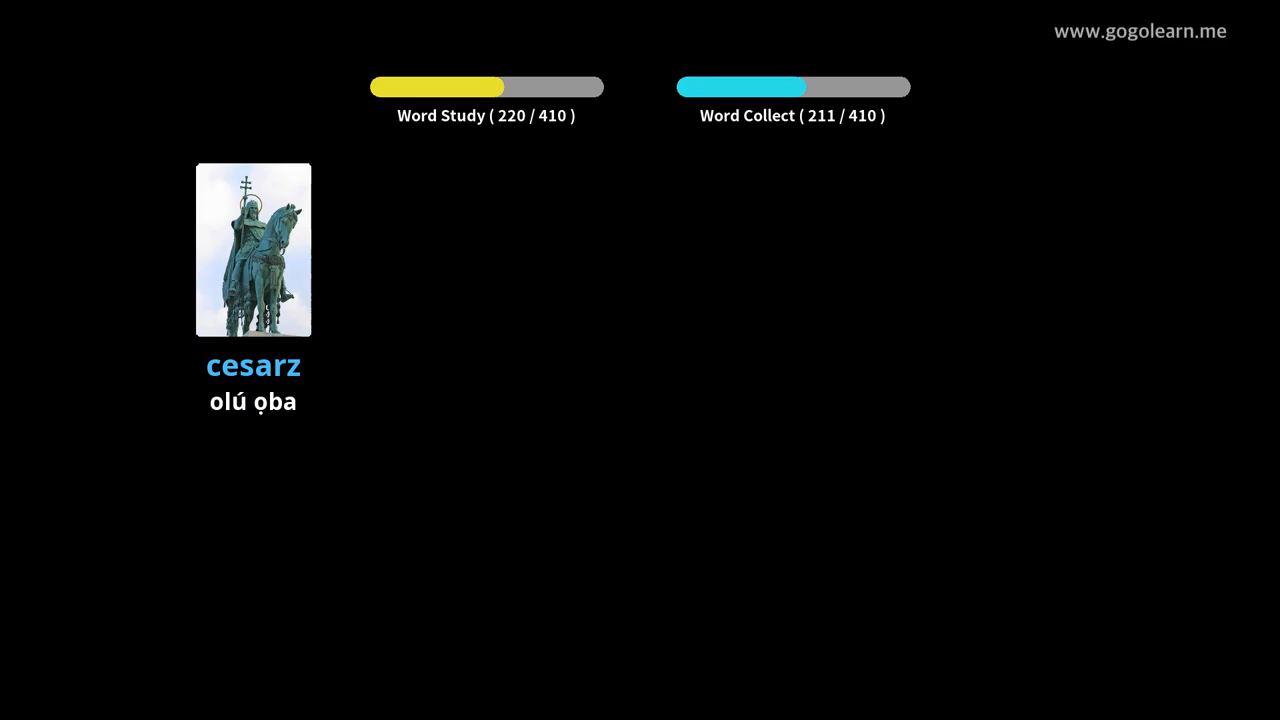 www.gogolearn.me
Word Study ( 220 / 410 )
Word Collect ( 211 / 410 )
cesarz
olú ọba